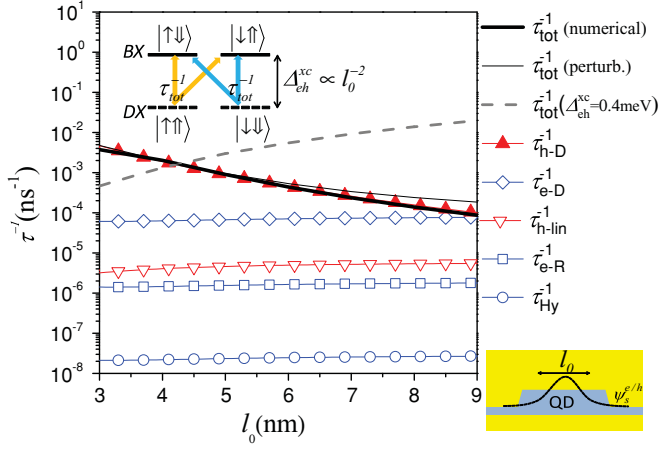 10¹
10⁰
10⁻¹
10⁻²
10⁻³
10⁻⁴
10⁻⁵
10⁻⁶
10⁻⁷
10⁻⁸
τ⁻¹(ns⁻¹)
3 4 5 6 7 8 9
l₀(nm)
BX |↑⇓⟩ |↓⇑⟩
τ_tot⁻¹ τ_tot⁻¹ Δ_eh^xc ∝ l₀⁻²
DX |↑⇑⟩ |↓⇓⟩
τ_tot⁻¹ (numerical)
τ_tot⁻¹ (perturb.)
τ_tot⁻¹(Δ_eh^xc=0.4meV)
τ_h-D⁻¹
τ_e-D⁻¹
τ_h-lin⁻¹
τ_e-R⁻¹
τ_Hy⁻¹
l₀
ψ_s^e/h
QD